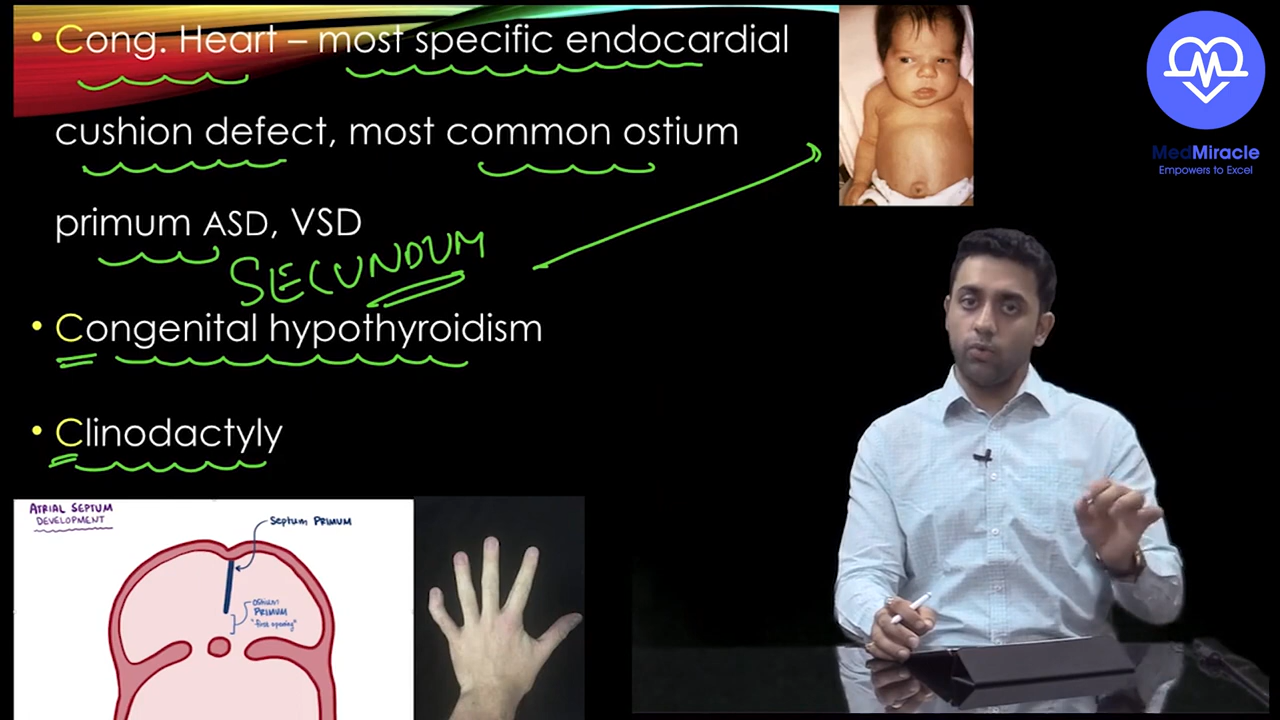 • Cong. Heart – most specific endocardial
cushion defect, most common ostium
primum ASD, VSD
SECUNDUM
• Congenital hypothyroidism
• Clinodactyly
ATRIAL SEPTUM
DEVELOPMENT
SEPTUM PRIMUM
OSTIUM
PRIMUM
"first opening"
MedMiracle
Empowers to Excel